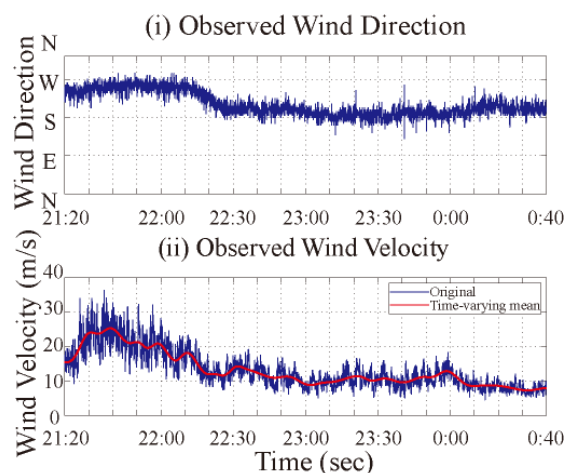 (i) Observed Wind Direction
Wind Direction
N
W
S
E
N
21:20 22:00 22:30 23:00 23:30 0:00 0:40
(ii) Observed Wind Velocity
Wind Velocity (m/s)
40
30
20
10
0
Original
Time-varying mean
21:20 22:00 22:30 23:00 23:30 0:00 0:40
Time (sec)